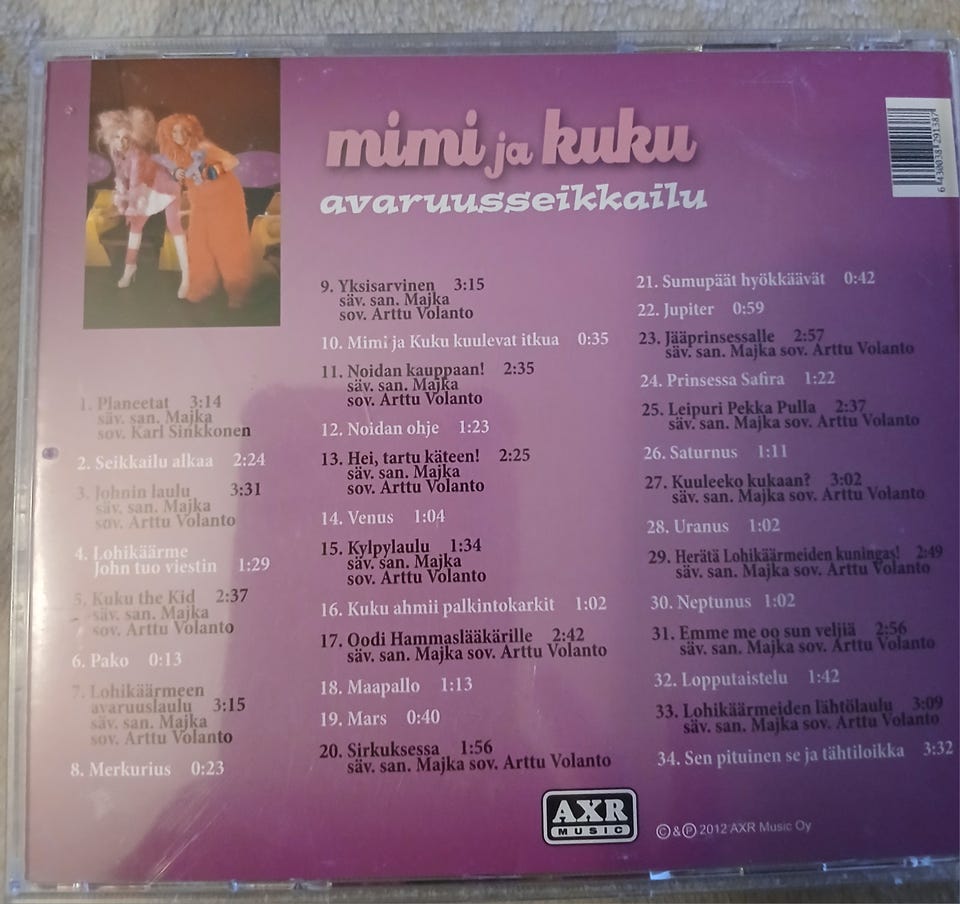 mimi ja kuku
avaruusseikkailu
6 430038 291387
1. Planeetat 3:14
säv. san. Majka
sov. Karl Sinkkonen
2. Seikkailu alkaa 2:24
3. Johnin laulu 3:31
säv. san. Majka
sov. Arttu Volanto
4. Lohikäärme
John tuo viestin 1:29
5. Kuku the Kid 2:37
säv. san. Majka
sov. Arttu Volanto
6. Pako 0:13
7. Lohikäärmeen
avaruuslaulu 3:15
säv. san. Majka
sov. Arttu Volanto
8. Merkurius 0:23
9. Yksisarvinen 3:15
säv. san. Majka
sov. Arttu Volanto
10. Mimi ja Kuku kuulevat itkua 0:35
11. Noidan kauppaan! 2:35
säv. san. Majka
sov. Arttu Volanto
12. Noidan ohje 1:23
13. Hei, tartu käteen! 2:25
säv. san. Majka
sov. Arttu Volanto
14. Venus 1:04
15. Kylpylaulu 1:34
säv. san. Majka
sov. Arttu Volanto
16. Kuku ahmii palkintokarkit 1:02
17. Oodi Hammaslääkärille 2:42
säv. san. Majka sov. Arttu Volanto
18. Maapallo 1:13
19. Mars 0:40
20. Sirkuksessa 1:56
säv. san. Majka sov. Arttu Volanto
21. Sumupäät hyökkäävät 0:42
22. Jupiter 0:59
23. Jääprinsessalle 2:57
säv. san. Majka sov. Arttu Volanto
24. Prinsessa Safira 1:22
25. Leipuri Pekka Pulla 2:37
säv. san. Majka sov. Arttu Volanto
26. Saturnus 1:11
27. Kuuleeko kukaan? 3:02
säv. san. Majka sov. Arttu Volanto
28. Uranus 1:02
29. Herätä Lohikäärmeiden kuningas! 2:49
säv. san. Majka sov. Arttu Volanto
30. Neptunus 1:02
31. Emme me oo sun veljiä 2:56
säv. san. Majka sov. Arttu Volanto
32. Lopputaistelu 1:42
33. Lohikäärmeiden lähtölaulu 3:09
säv. san. Majka sov. Arttu Volanto
34. Sen pituinen se ja tähtiloikka 3:32
AXR
MUSIC
©&℗ 2012 AXR Music Oy